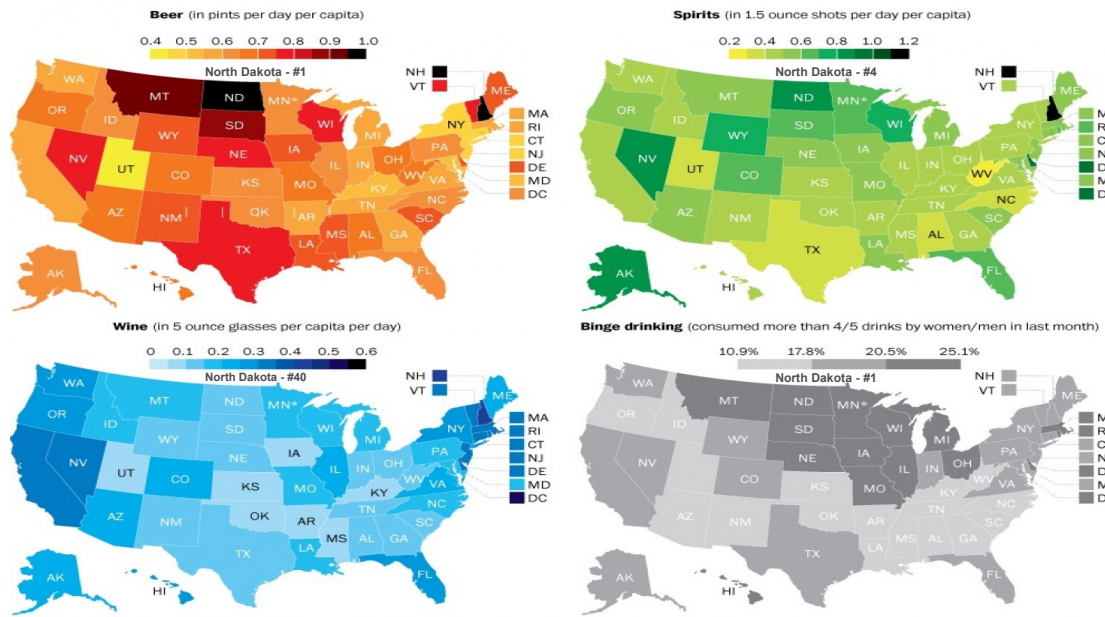 Beer (in pints per day per capita)
0.4 0.5 0.6 0.7 0.8 0.9 1.0
North Dakota - #1
NH
VT
WA
MT
ND
MN*
ME
OR
ID
SD
WI
NY
MA
WY
MI
RI
NV
NE
IA
PA
CT
UT
IL
IN
OH
NJ
CO
KS
MO
WV
VA
DE
KY
MD
AZ
NM
OK
AR
TN
NC
DC
SC
TX
LA
MS
AL
GA
FL
AK
HI
Spirits (in 1.5 ounce shots per day per capita)
0.2 0.4 0.6 0.8 1.0 1.2
North Dakota - #4
NH
VT
WA
MT
ND
MN*
ME
OR
ID
SD
WI
NY
M
WY
MI
R
NV
NE
IA
PA
C
UT
IL
IN
OH
N
CO
KS
MO
WV
VA
D
KY
M
AZ
NM
OK
AR
TN
NC
D
SC
TX
LA
MS
AL
GA
FL
AK
HI
Wine (in 5 ounce glasses per capita per day)
0 0.1 0.2 0.4 0.5 0.6
North Dakota - #40
NH
VT
WA
MT
ND
MN*
ME
OR
ID
SD
WI
NY
MA
WY
MI
RI
NV
NE
IA
PA
CT
UT
IL
IN
OH
NJ
CO
KS
MO
WV
VA
DE
KY
MD
AZ
NM
OK
AR
TN
NC
DC
SC
TX
LA
MS
AL
GA
FL
AK
HI
Binge drinking (consumed more than 4/5 drinks by women/men in last month)
10.9% 17.8% 20.5% 25.1%
North Dakota - #1
NH
VT
WA
MT
ND
MN*
ME
OR
ID
SD
WI
NY
M
WY
MI
R
NV
NE
IA
PA
C
UT
IL
IN
OH
N
CO
KS
MO
WV
VA
D
KY
M
AZ
NM
OK
AR
TN
NC
D
SC
TX
LA
MS
AL
GA
FL
AK
HI